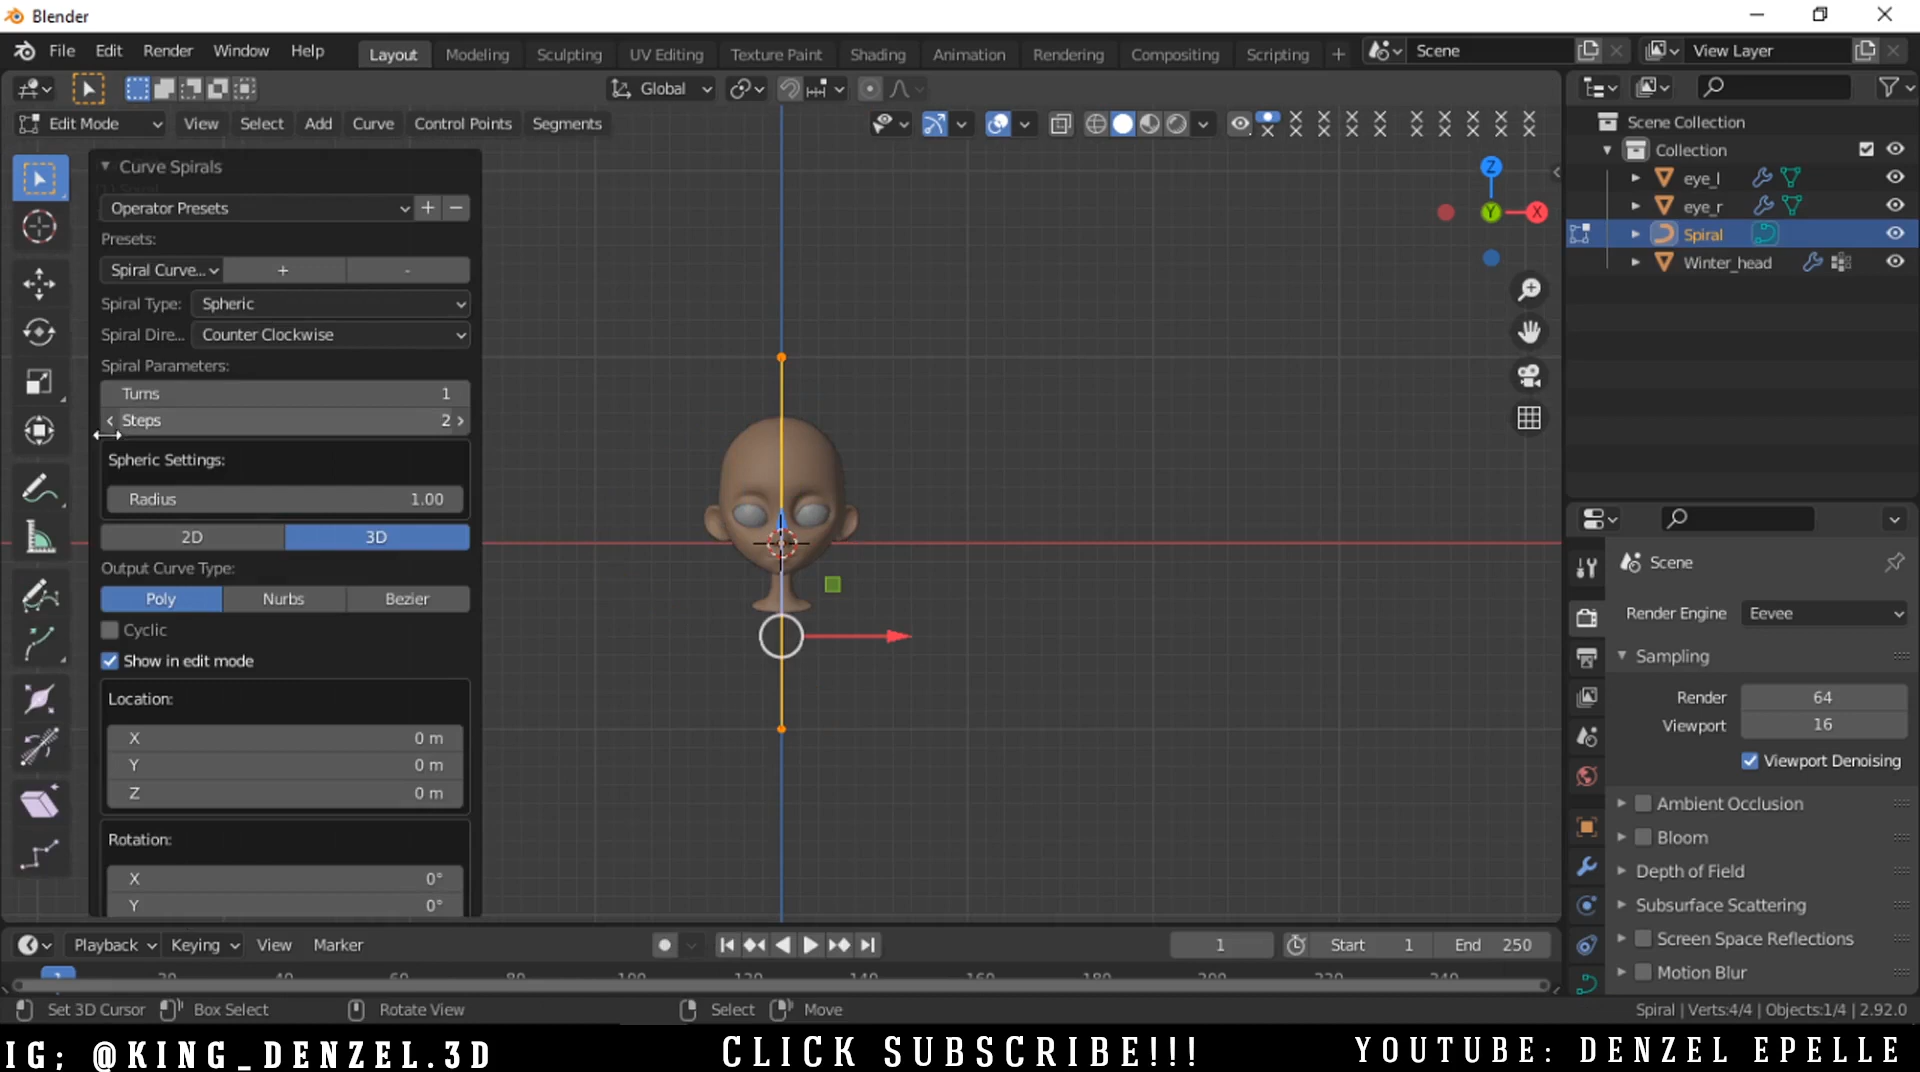 Blender
File Edit Render Window Help Layout Modeling Sculpting UV Editing Texture Paint Shading Animation Rendering Compositing Scripting + Scene View Layer
Global
Edit Mode View Select Add Curve Control Points Segments
Curve Spirals
Operator Presets + −
Presets:
Spiral Curve... + -
Spiral Type: Spheric
Spiral Dire... Counter Clockwise
Spiral Parameters:
Turns 1
Steps 2
Spheric Settings:
Radius 1.00
2D 3D
Output Curve Type:
Poly Nurbs Bezier
Cyclic
Show in edit mode
Location:
X 0 m
Y 0 m
Z 0 m
Rotation:
X 0°
Y 0°
Z
Y X
Scene Collection
Collection
eye_l
eye_r
Spiral
Winter_head
Scene
Render Engine Eevee
Sampling
Render 64
Viewport 16
Viewport Denoising
Ambient Occlusion
Bloom
Depth of Field
Subsurface Scattering
Screen Space Reflections
Motion Blur
Playback Keying View Marker 1 Start 1 End 250
Set 3D Cursor Box Select Rotate View Select Move Spiral | Verts:4/4 | Objects:1/4 | 2.92.0
IG; @KING_DENZEL.3D CLICK SUBSCRIBE!!! YOUTUBE: DENZEL EPELLE